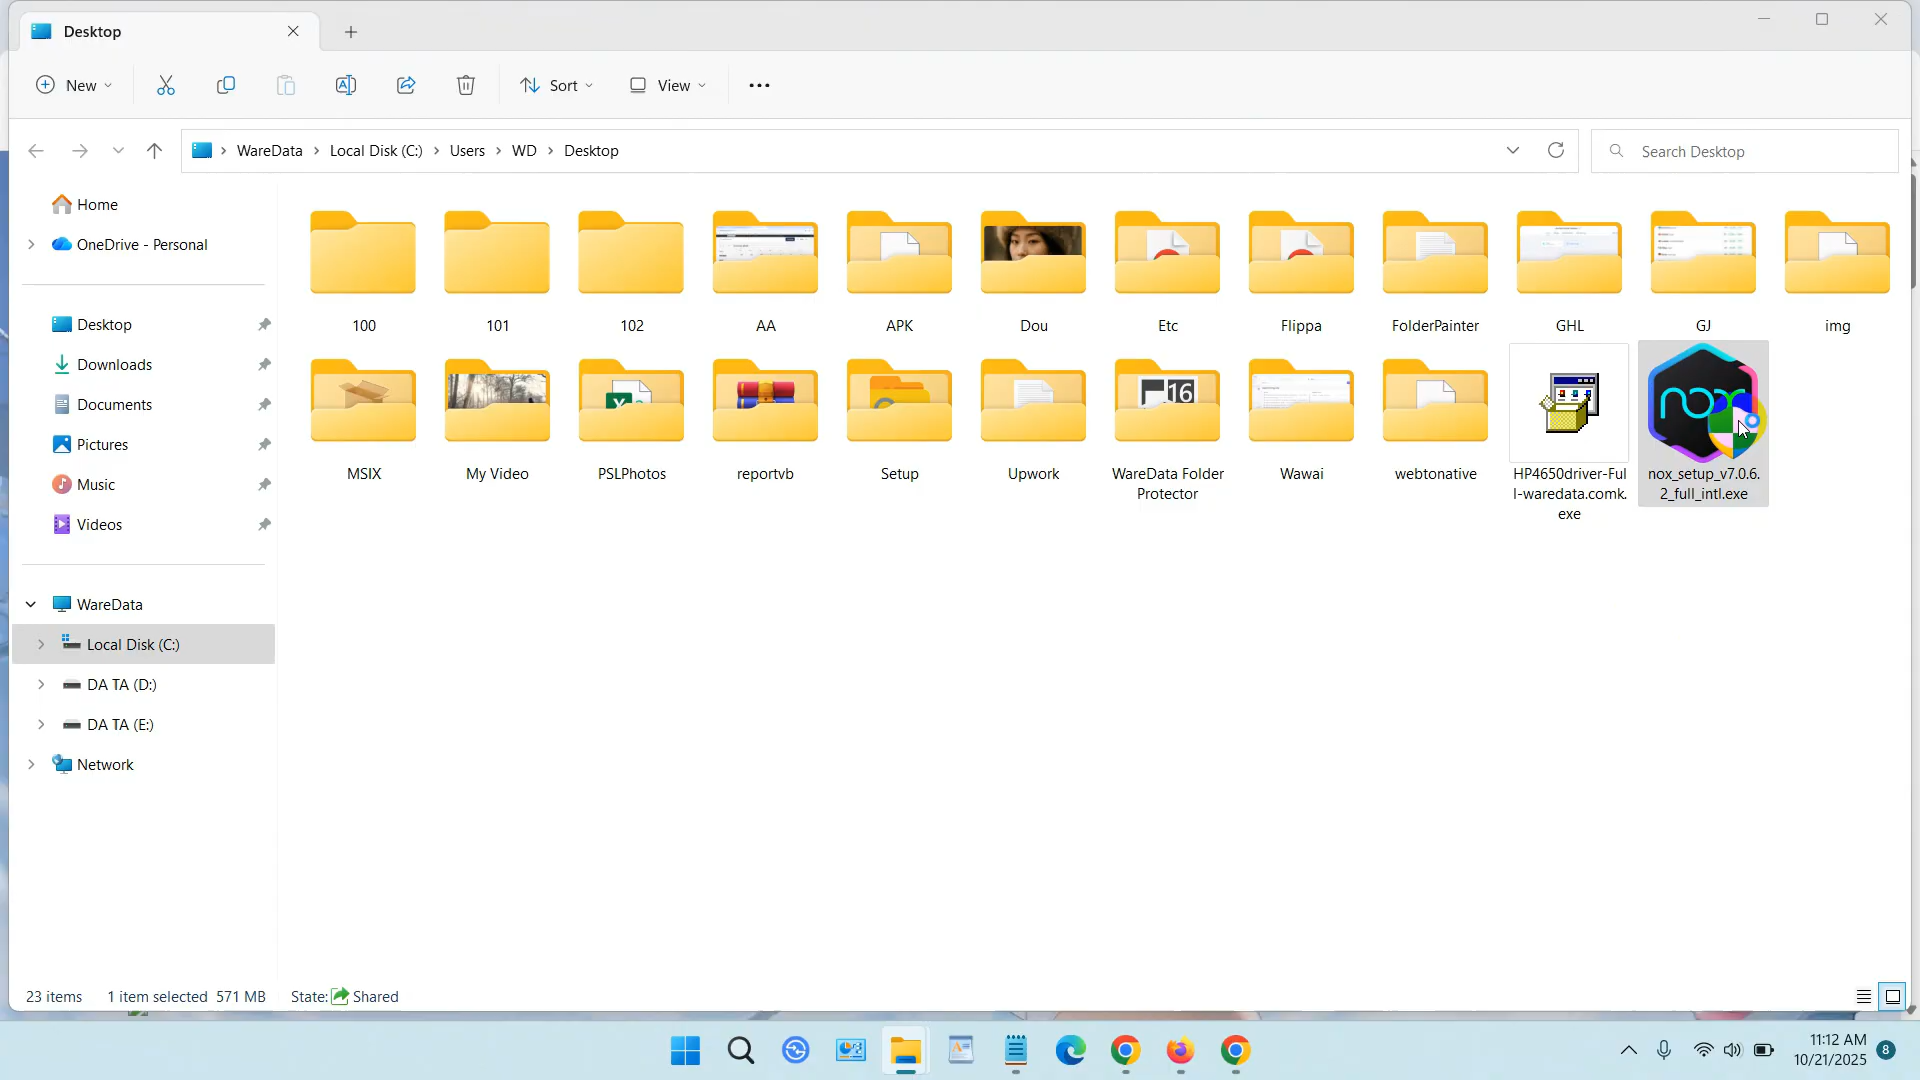 Desktop
New
Sort
View
WareData
Local Disk (C:)
Users
WD
Desktop
Search Desktop
Home
OneDrive - Personal
Desktop
Downloads
Documents
Pictures
Music
Videos
WareData
Local Disk (C:)
DA TA (D:)
DA TA (E:)
Network
100
101
102
AA
APK
Dou
Etc
Flippa
FolderPainter
GHL
GJ
img
MSIX
My Video
PSLPhotos
reportvb
Setup
Upwork
WareData Folder
Protector
Wawai
webtonative
HP4650driver-Ful
l-waredata.comk.
exe
nox_setup_v7.0.6.
2_full_intl.exe
16
nox
23 items
1 item selected 571 MB
State: Shared
11:12 AM
10/21/2025
8